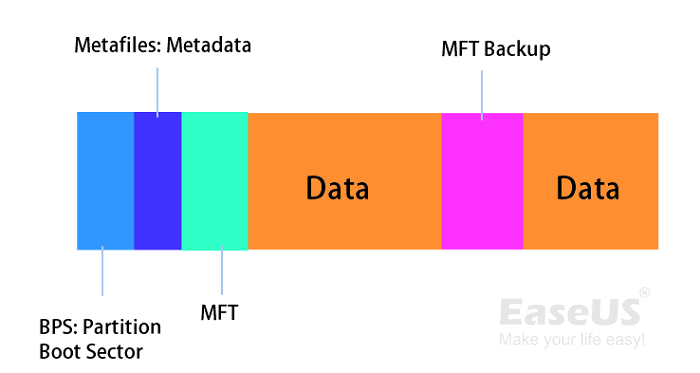 Metafiles: Metadata
MFT Backup
Data
Data
BPS: Partition
Boot Sector
MFT
EaseUS®
Make your life easy!